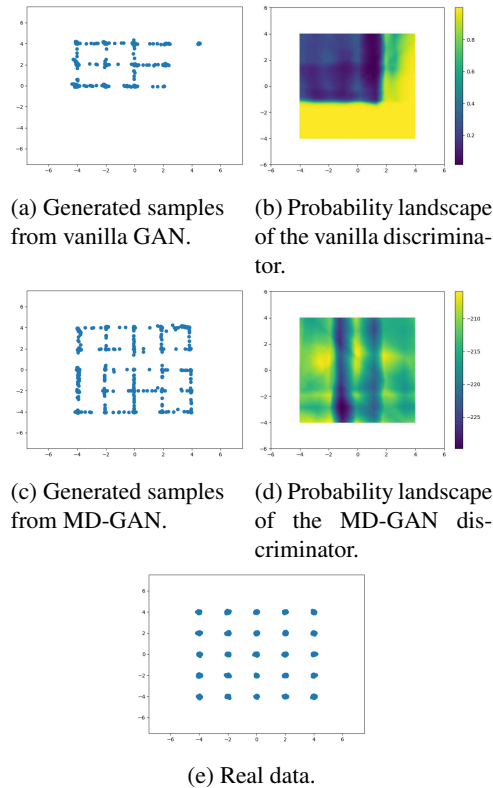 6
4
2
0
−2
−4
−6
−6 −4 −2 0 2 4 6
6
4
2
0
−2
−4
−6
−6 −4 −2 0 2 4 6
0.8
0.6
0.4
0.2
(a) Generated samples
from vanilla GAN.
(b) Probability landscape
of the vanilla discrimina-
tor.
6
4
2
0
−2
−4
−6
−6 −4 −2 0 2 4 6
6
4
2
0
−2
−4
−6
−6 −4 −2 0 2 4 6
−210
−215
−220
−225
(c) Generated samples
from MD-GAN.
(d) Probability landscape
of the MD-GAN dis-
criminator.
6
4
2
0
−2
−4
−6
−6 −4 −2 0 2 4 6
(e) Real data.